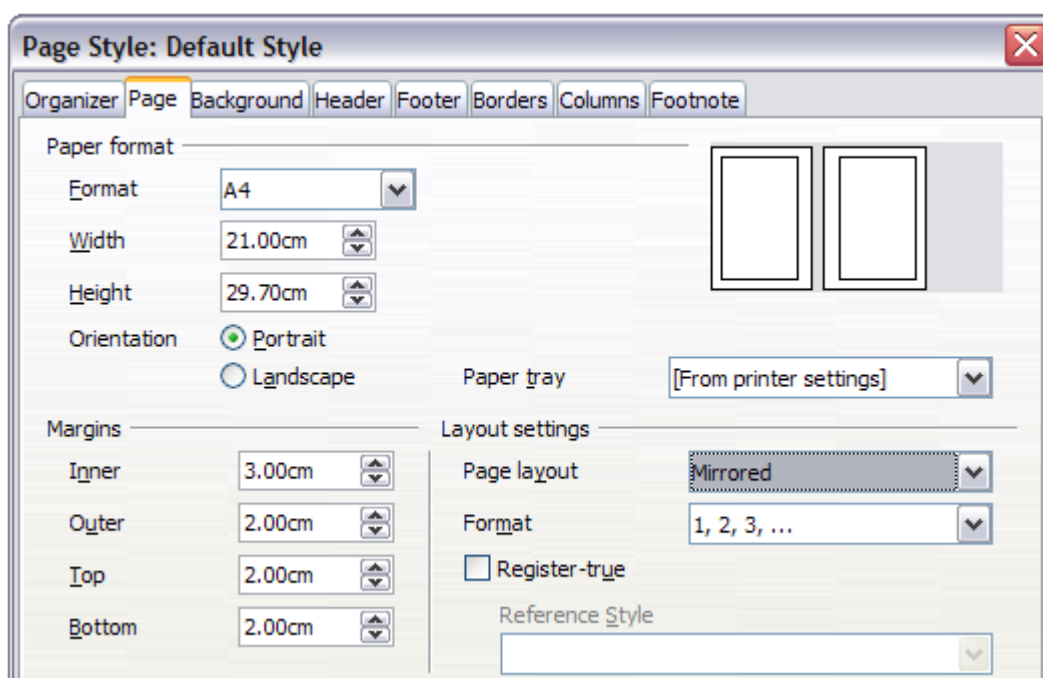 Page Style: Default Style
Organizer Page Background Header Footer Borders Columns Footnote
Paper format
Format A4
Width 21.00cm
Height 29.70cm
Orientation Portrait
Landscape Paper tray [From printer settings]
Margins Layout settings
Inner 3.00cm Page layout Mirrored
Outer 2.00cm Format 1, 2, 3, ...
Top 2.00cm Register-true
Bottom 2.00cm Reference Style